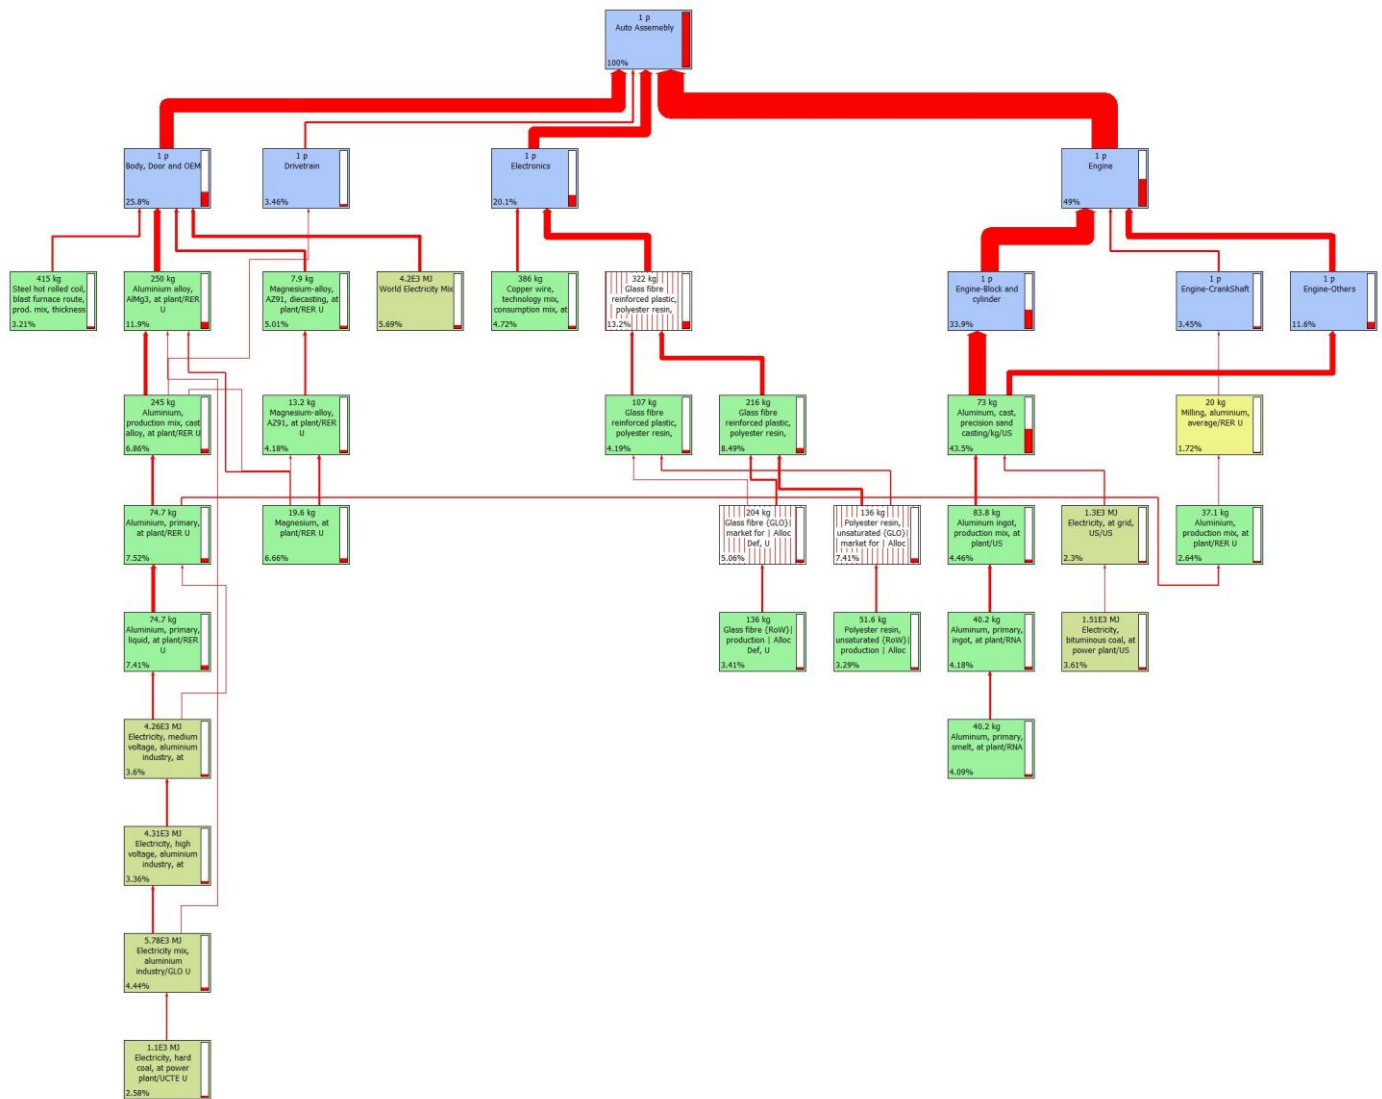 1 p
Auto Assemebly
100%
1 p
Body, Door and OEM
25.8%
1 p
Drivetrain
3.46%
1 p
Electronics
20.1%
1 p
Engine
49%
415 kg
Steel hot rolled coil,
blast furnace route,
prod. mix, thickness
3.21%
250 kg
Aluminium alloy,
AlMg3, at plant/RER
U
11.9%
7.9 kg
Magnesium-alloy,
AZ91, diecasting, at
plant/RER U
5.01%
4.2E3 MJ
World Electricity Mix
5.69%
386 kg
Copper wire,
technology mix,
consumption mix, at
4.72%
322 kg
Glass fibre
reinforced plastic,
polyester resin,
13.2%
1 p
Engine-Block and
cylinder
33.9%
1 p
Engine-CrankShaft
3.45%
1 p
Engine-Others
11.6%
245 kg
Aluminium,
production mix, cast
alloy, at plant/RER U
6.86%
13.2 kg
Magnesium-alloy,
AZ91, at plant/RER
U
4.18%
107 kg
Glass fibre
reinforced plastic,
polyester resin,
4.19%
216 kg
Glass fibre
reinforced plastic,
polyester resin,
8.49%
73 kg
Aluminum, cast,
precision sand
casting/kg/US
43.5%
20 kg
Milling, aluminium,
average/RER U
1.72%
74.7 kg
Aluminium, primary,
at plant/RER U
7.52%
19.6 kg
Magnesium, at
plant/RER U
6.66%
204 kg
Glass fibre {GLO}|
market for | Alloc
Def, U
5.06%
136 kg
Polyester resin,
unsaturated {GLO}|
market for | Alloc
7.41%
83.8 kg
Aluminum ingot,
production mix, at
plant/US
4.46%
1.3E3 MJ
Electricity, at grid,
US/US
2.3%
37.1 kg
Aluminium,
production mix, at
plant/RER U
2.64%
74.7 kg
Aluminium, primary,
liquid, at plant/RER
U
7.41%
136 kg
Glass fibre {RoW}|
production | Alloc
Def, U
3.41%
51.6 kg
Polyester resin,
unsaturated {RoW}|
production | Alloc
3.29%
40.2 kg
Aluminum, primary,
ingot, at plant/RNA
4.18%
1.51E3 MJ
Electricity,
bituminous coal, at
power plant/US
3.61%
4.26E3 MJ
Electricity, medium
voltage, aluminium
industry, at
3.6%
40.2 kg
Aluminum, primary,
smelt, at plant/RNA
4.09%
4.31E3 MJ
Electricity, high
voltage, aluminium
industry, at
3.36%
5.78E3 MJ
Electricity mix,
aluminium
industry/GLO U
4.44%
1.1E3 MJ
Electricity, hard
coal, at power
plant/UCTE U
2.58%